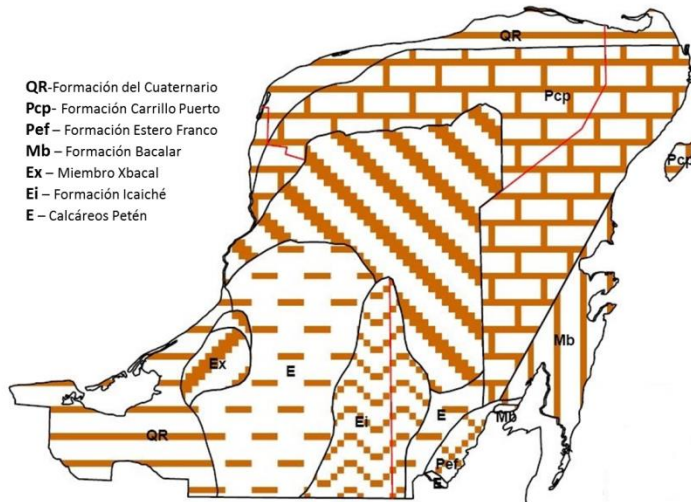 QR
QR-Formación del Cuaternario
Pcp- Formación Carrillo Puerto
Pef – Formación Estero Franco
Mb – Formación Bacalar
Ex – Miembro Xbacal
Ei – Formación Icaiché
E – Calcáreos Petén
Pcp
Pcp
Mb
Ex
E
E
Mb
Ei
QR
Pef
E